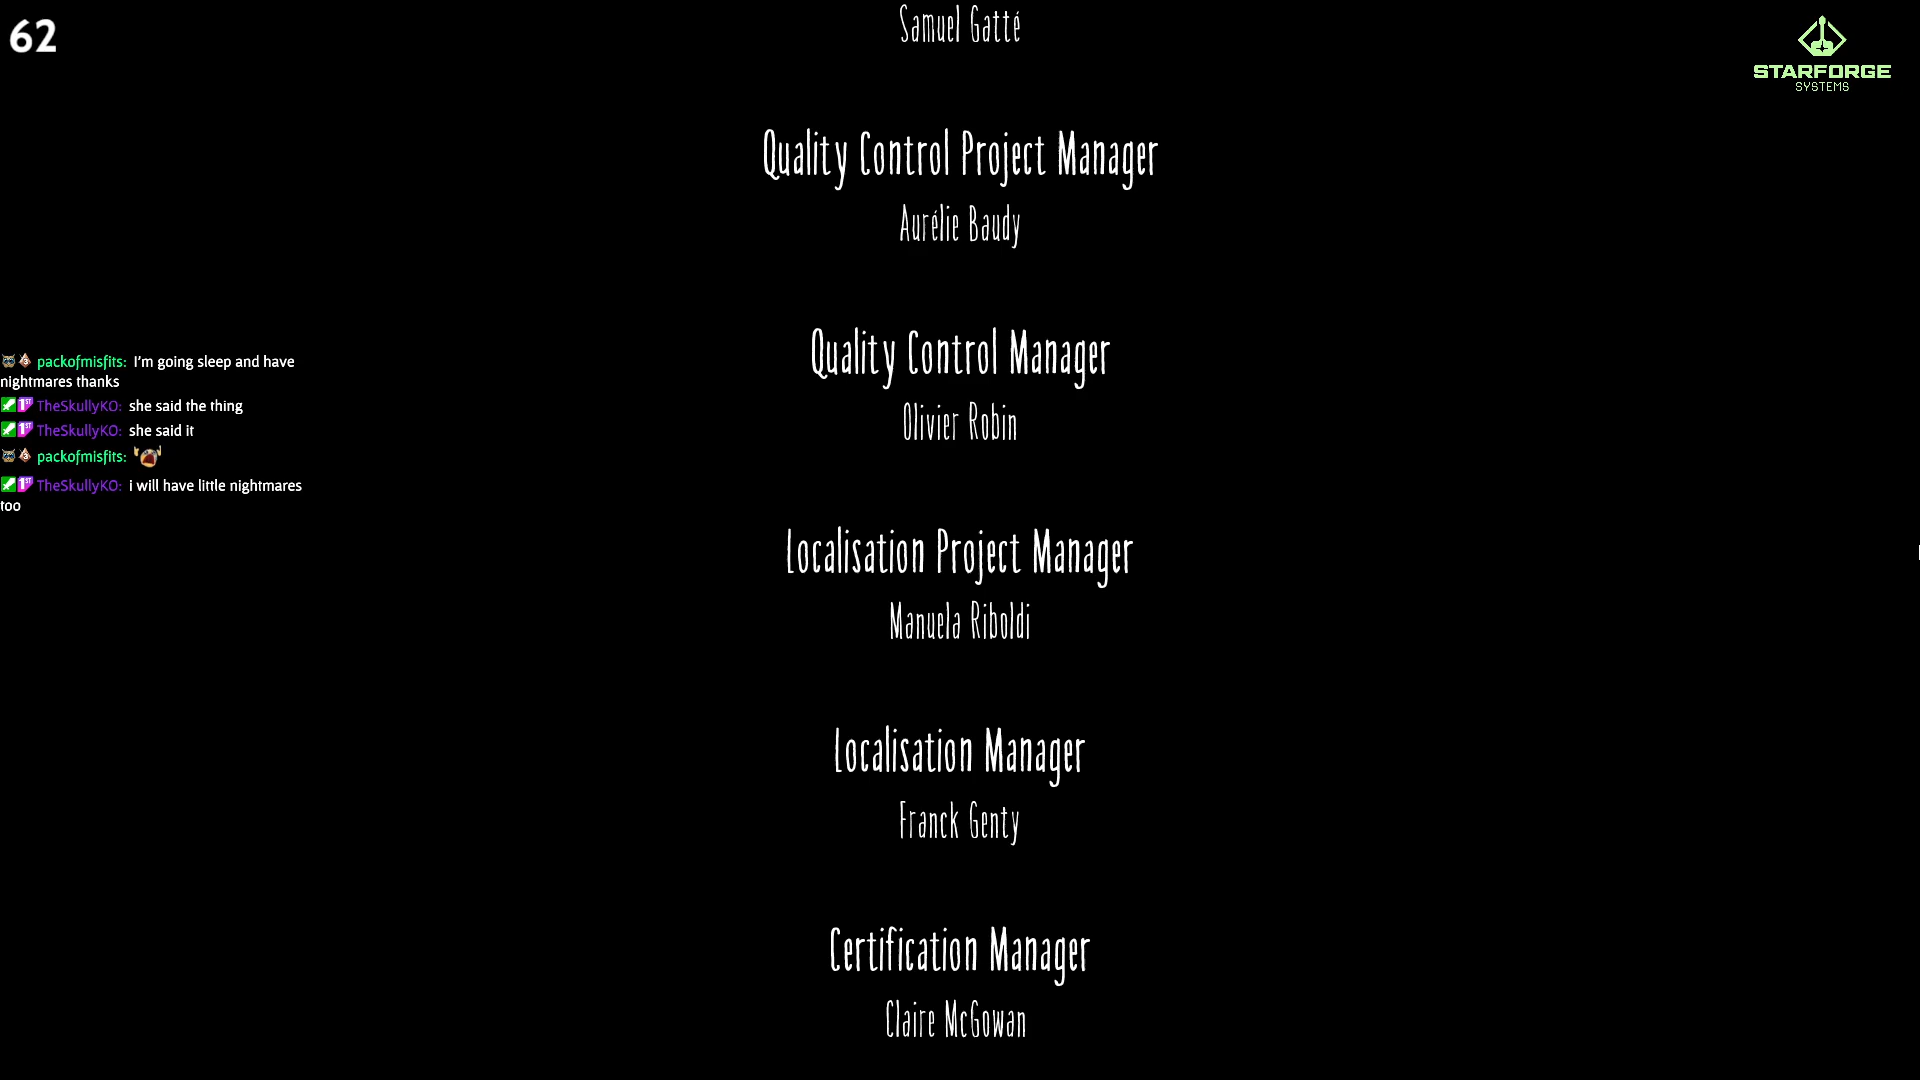 62
Samuel Gatté
STARFORGE
SYSTEMS
Quality Control Project Manager
Aurélie Baudy
Quality Control Manager
Olivier Robin
packofmisfits: I'm going sleep and have
nightmares thanks
TheSkullyKO: she said the thing
TheSkullyKO: she said it
packofmisfits:
TheSkullyKO: i will have little nightmares
too
Localisation Project Manager
Manuela Riboldi
Localisation Manager
Franck Genty
Certification Manager
Claire McGowan